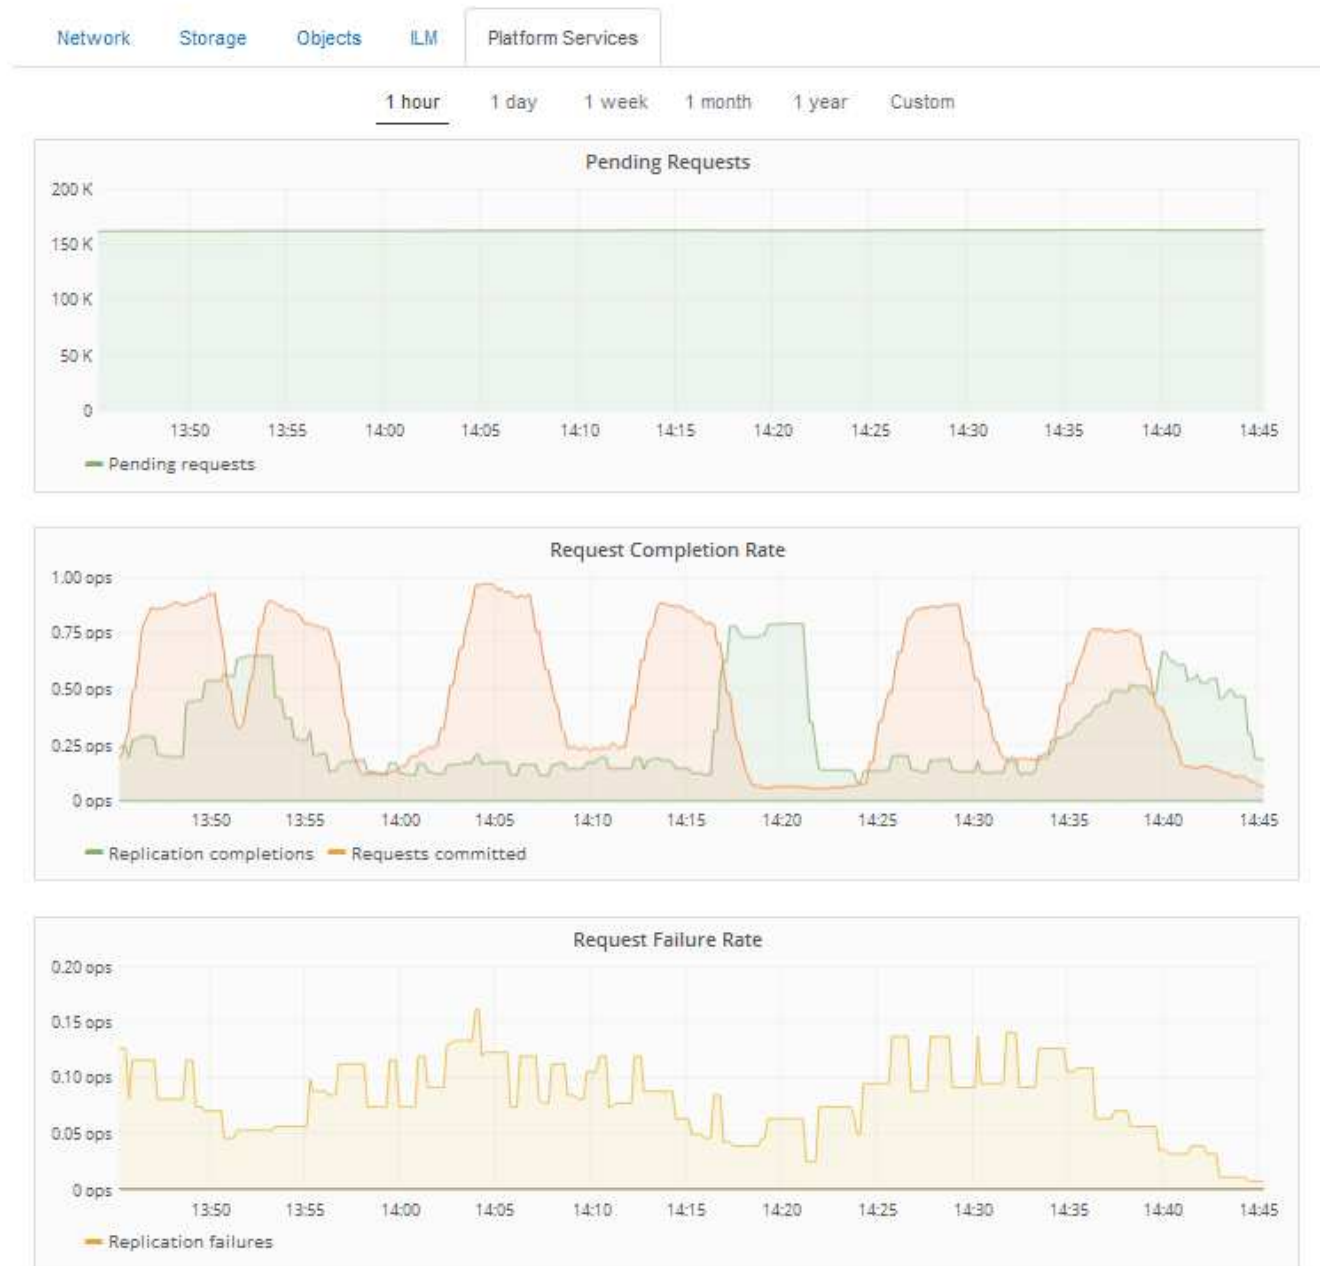 Network Storage Objects ILM Platform Services
1 hour 1 day 1 week 1 month 1 year Custom
Pending Requests
200 K
150 K
100 K
50 K
0
13:50 13:55 14:00 14:05 14:10 14:15 14:20 14:25 14:30 14:35 14:40 14:45
Pending requests
Request Completion Rate
1.00 ops
0.75 ops
0.50 ops
0.25 ops
0 ops
13:50 13:55 14:00 14:05 14:10 14:15 14:20 14:25 14:30 14:35 14:40 14:45
Replication completions Requests committed
Request Failure Rate
0.20 ops
0.15 ops
0.10 ops
0.05 ops
0 ops
13:50 13:55 14:00 14:05 14:10 14:15 14:20 14:25 14:30 14:35 14:40 14:45
Replication failures